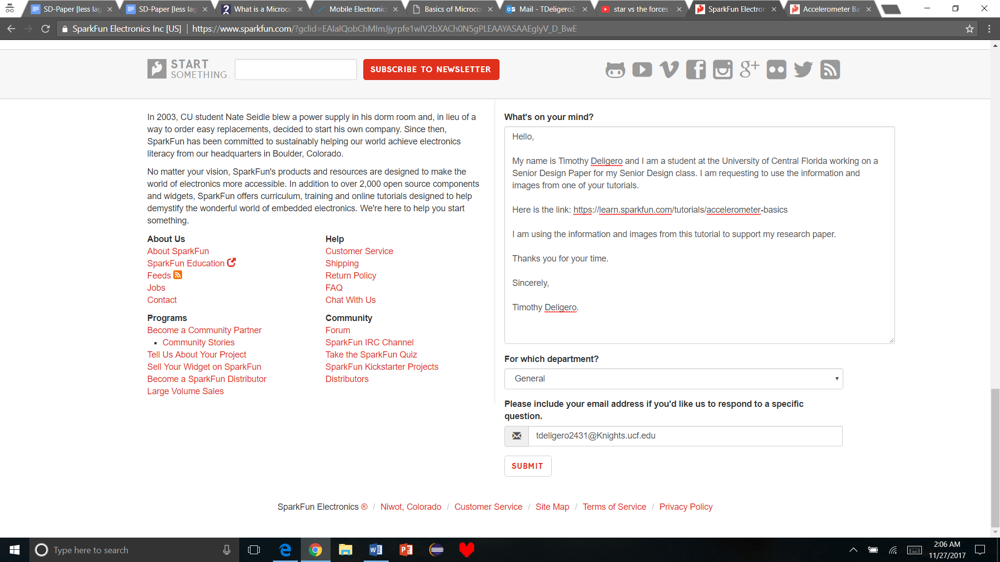 SD-Paper [less lag
SD-Paper [less lag
What is a Microco
Mobile Electronics
Basics of Microco
Mail - TDeligero2
star vs the forces
SparkFun Electron
Accelerometer Ba
SparkFun Electronics Inc [US] | https://www.sparkfun.com/?gclid=EAIaIQobChMImJjyrpfe1wIV2bXACh0N5gPLEAAYASAAEgIyV_D_BwE
START
SOMETHING.
SUBSCRIBE TO NEWSLETTER
In 2003, CU student Nate Seidle blew a power supply in his dorm room and, in lieu of a
way to order easy replacements, decided to start his own company. Since then,
SparkFun has been committed to sustainably helping our world achieve electronics
literacy from our headquarters in Boulder, Colorado.
No matter your vision, SparkFun's products and resources are designed to make the
world of electronics more accessible. In addition to over 2,000 open source components
and widgets, SparkFun offers curriculum, training and online tutorials designed to help
demystify the wonderful world of embedded electronics. We're here to help you start
something.
About Us
About SparkFun
SparkFun Education
Feeds
Jobs
Contact
Help
Customer Service
Shipping
Return Policy
FAQ
Chat With Us
Programs
Become a Community Partner
• Community Stories
Tell Us About Your Project
Sell Your Widget on SparkFun
Become a SparkFun Distributor
Large Volume Sales
Community
Forum
SparkFun IRC Channel
Take the SparkFun Quiz
SparkFun Kickstarter Projects
Distributors
What's on your mind?
Hello,
My name is Timothy Deligero and I am a student at the University of Central Florida working on a
Senior Design Paper for my Senior Design class. I am requesting to use the information and
images from one of your tutorials.
Here is the link: https://learn.sparkfun.com/tutorials/accelerometer-basics
I am using the information and images from this tutorial to support my research paper.
Thanks you for your time.
Sincerely,
Timothy Deligero.
For which department?
General
Please include your email address if you'd like us to respond to a specific
question.
tdeligero2431@Knights.ucf.edu
SUBMIT
SparkFun Electronics ® / Niwot, Colorado / Customer Service / Site Map / Terms of Service / Privacy Policy
Type here to search
2:06 AM
11/27/2017